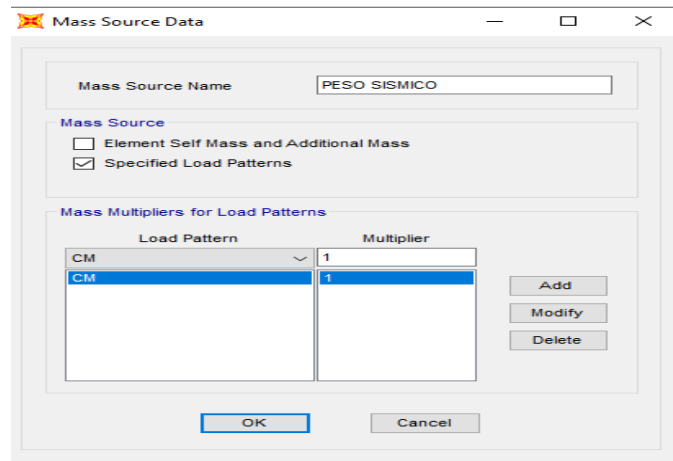 Mass Source Data
Mass Source Name PESO SISMICO
Mass Source
Element Self Mass and Additional Mass
Specified Load Patterns
Mass Multipliers for Load Patterns
Load Pattern Multiplier
CM 1
CM 1
Add
Modify
Delete
OK Cancel